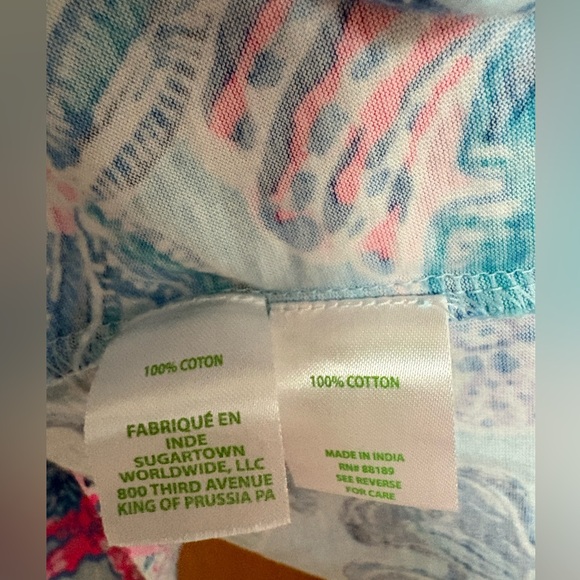 100% COTON
FABRIQUÉ EN
INDE
SUGARTOWN
WORLDWIDE, LLC
800 THIRD AVENUE
KING OF PRUSSIA PA
100% COTTON
MADE IN INDIA
RN# 88189
SEE REVERSE
FOR CARE